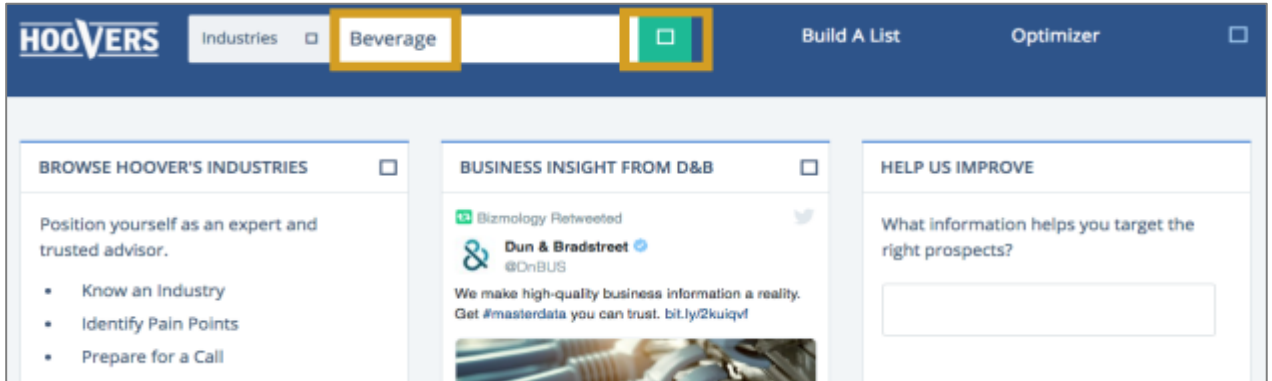 HOOVERS Industries Beverage Build A List Optimizer
BROWSE HOOVER'S INDUSTRIES
Position yourself as an expert and
trusted advisor.
• Know an Industry
• Identify Pain Points
• Prepare for a Call
BUSINESS INSIGHT FROM D&B
Bizmology Retweeted
Dun & Bradstreet
@DnBUS
We make high-quality business information a reality.
Get #masterdata you can trust. bit.ly/2kuiqvf
HELP US IMPROVE
What information helps you target the
right prospects?